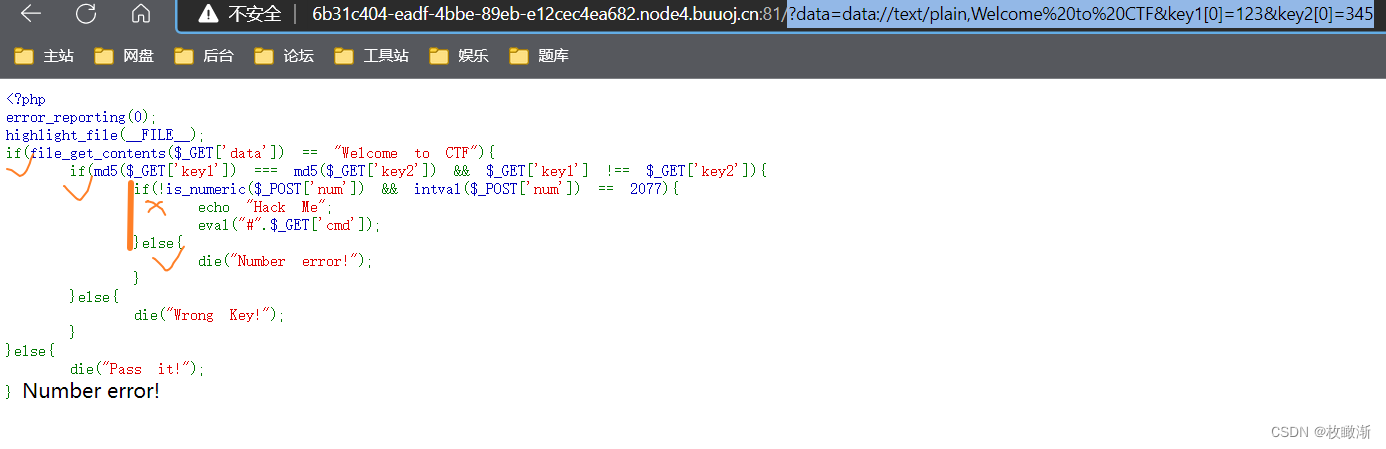 不安全 6b31c404-eadf-4bbe-89eb-e12cec4ea682.node4.buuoj.cn:81/?data=data://text/plain,Welcome%20to%20CTF&key1[0]=123&key2[0]=345
主站 网盘 后台 论坛 工具站 娱乐 题库
<?php
error_reporting(0);
highlight_file(__FILE__);
if(file_get_contents($_GET['data']) == "Welcome to CTF"){
if(md5($_GET['key1']) === md5($_GET['key2']) && $_GET['key1'] !== $_GET['key2']){
if(!is_numeric($_POST['num']) && intval($_POST['num']) == 2077){
echo "Hack Me";
eval("#".$_GET['cmd']);
}else{
die("Number error!");
}
}else{
die("Wrong Key!");
}
}else{
die("Pass it!");
} Number error!
CSDN @枚瞰渐